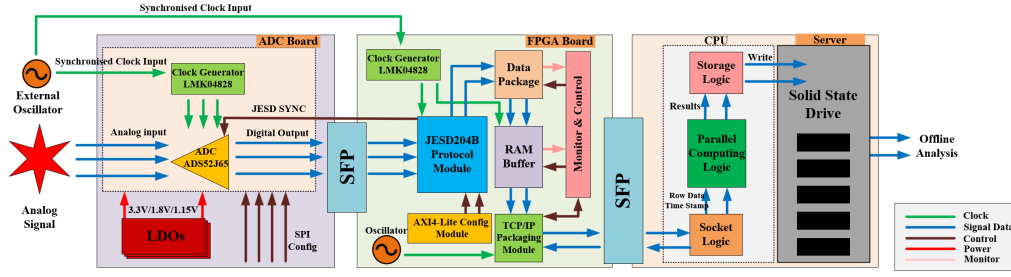 Synchronised Clock Input
ADC Board
FPGA Board
CPU
Server
Synchronised Clock Input
External
Oscillator
Clock Generator
LMK04828
JESD SYNC
Analog input
ADC
ADS52J65
Digital Output
Analog
Signal
3.3V/1.8V/1.15V
LDOs
SPI
Config
SFP
Clock Generator
LMK04828
JESD204B
Protocol
Module
Data
Package
RAM
Buffer
Monitor & Control
AXI4-Lite Config
Module
TCP/IP
Packaging
Module
Oscillator
SFP
Storage
Logic
Write
Results
Parallel
Computing
Logic
Row Data
Time Stamp
Socket
Logic
Solid State
Drive
Offline
Analysis
Clock
Signal Data
Control
Power
Monitor